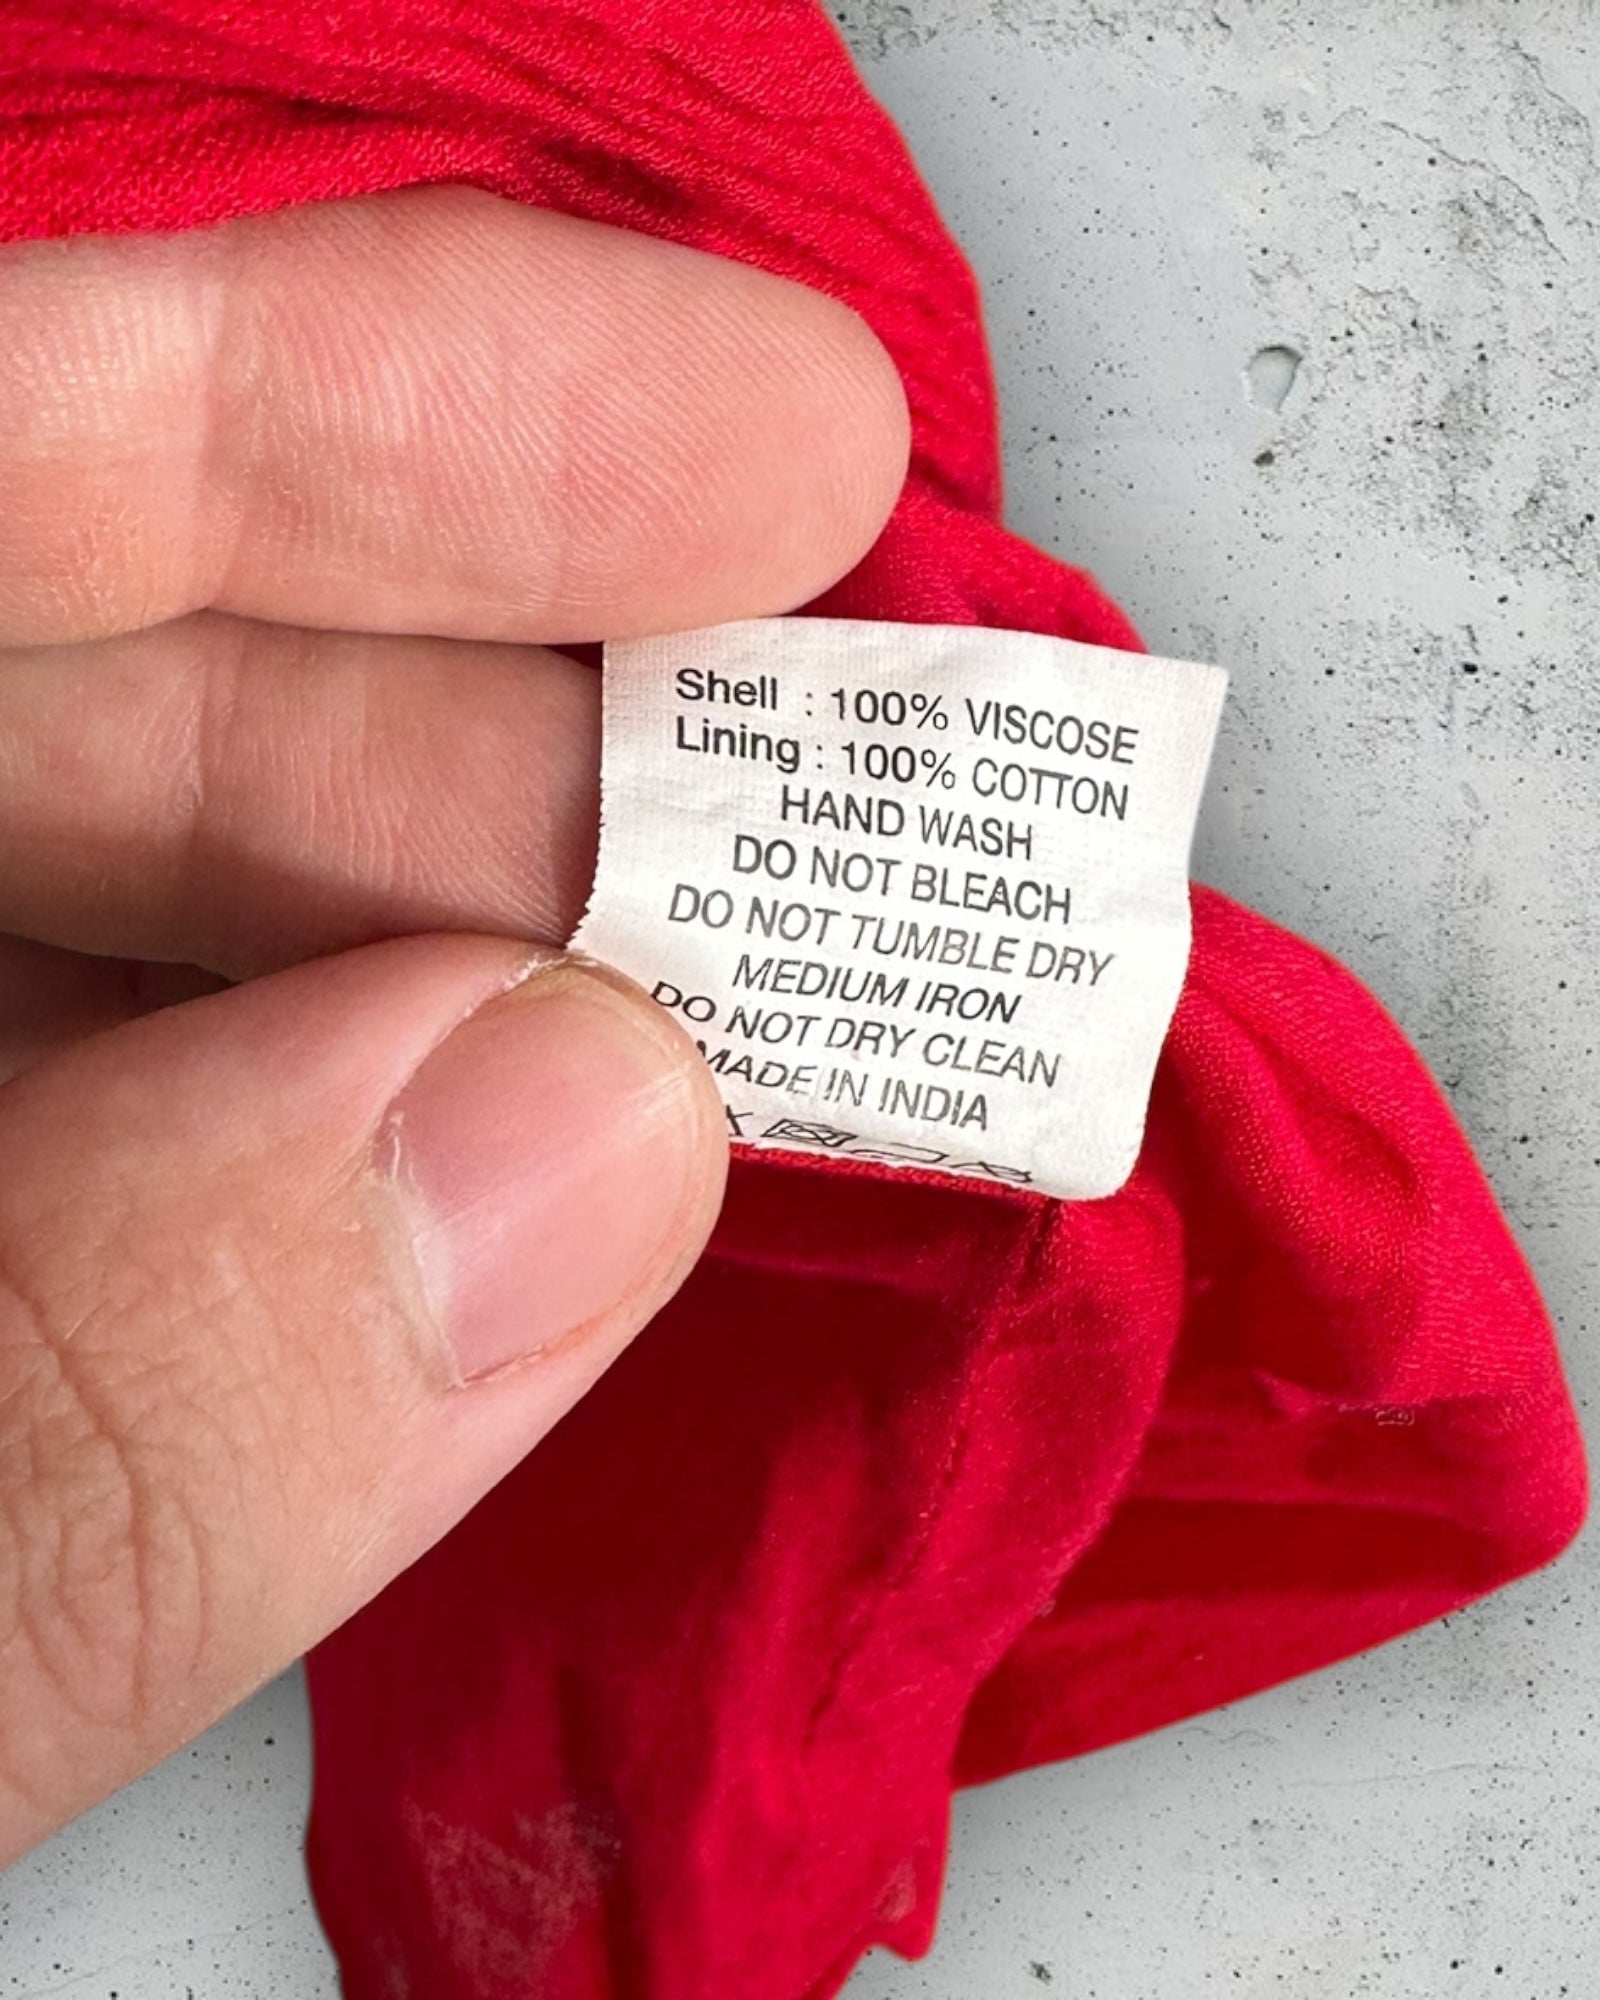 Shell : 100% VISCOSE
Lining : 100% COTTON
HAND WASH
DO NOT BLEACH
DO NOT TUMBLE DRY
MEDIUM IRON
DO NOT DRY CLEAN
MADE IN INDIA